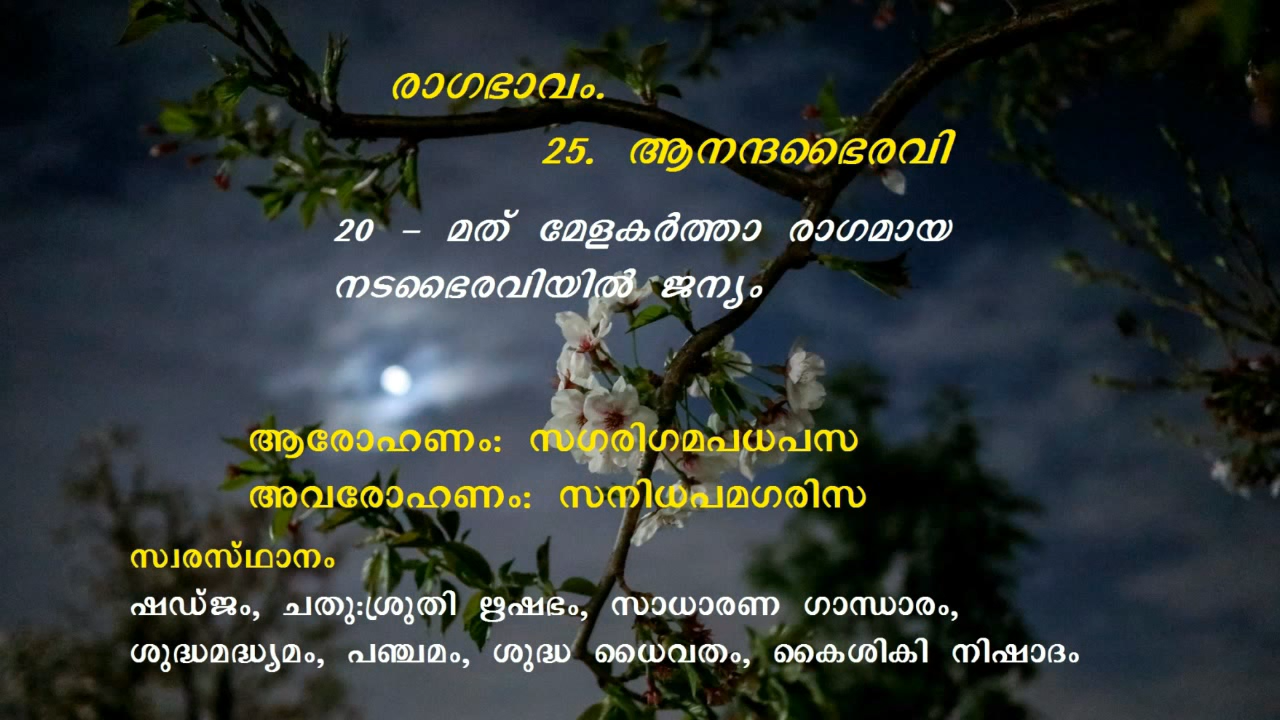 രാഗഭാവം.
25. ആനന്ദഭൈരവി
20 – മത് മേളകർത്താ രാഗമായ
നടഭൈരവിയിൽ ജന്യം
ആരോഹണം: സഗരിഗമപധപസ
അവരോഹണം: സനിധപമഗരിസ
സ്വരസ്ഥാനം
ഷഡ്ജം, ചതു:ശ്രുതി ഋഷഭം, സാധാരണ ഗാന്ധാരം,
ശുദ്ധമദ്ധ്യമം, പഞ്ചമം, ശുദ്ധ ധൈവതം, കൈശികി നിഷാദം